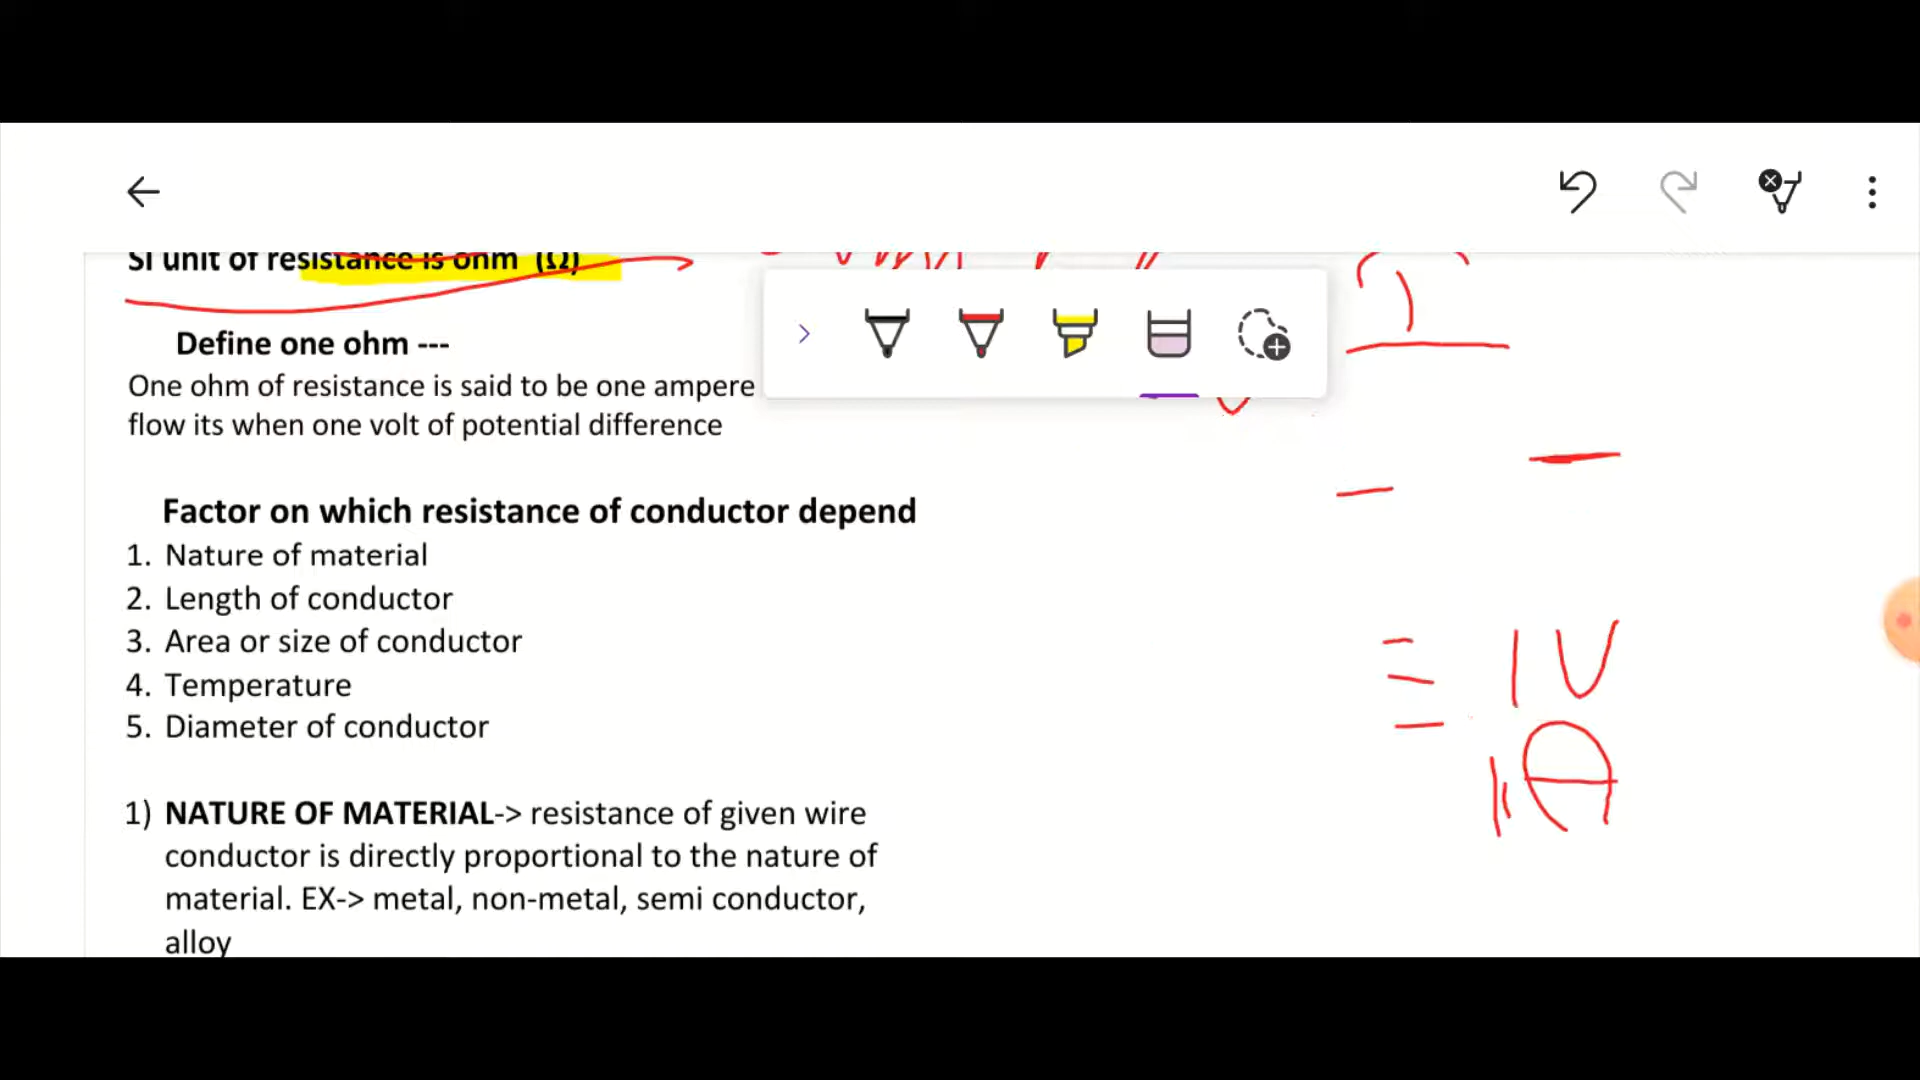 SI unit of resistance is ohm (Ω)
Define one ohm ---
One ohm of resistance is said to be one ampere
flow its when one volt of potential difference
Factor on which resistance of conductor depend
1. Nature of material
2. Length of conductor
3. Area or size of conductor
4. Temperature
5. Diameter of conductor
1) NATURE OF MATERIAL-> resistance of given wire
conductor is directly proportional to the nature of
material. EX-> metal, non-metal, semi conductor,
alloy
1V
1A